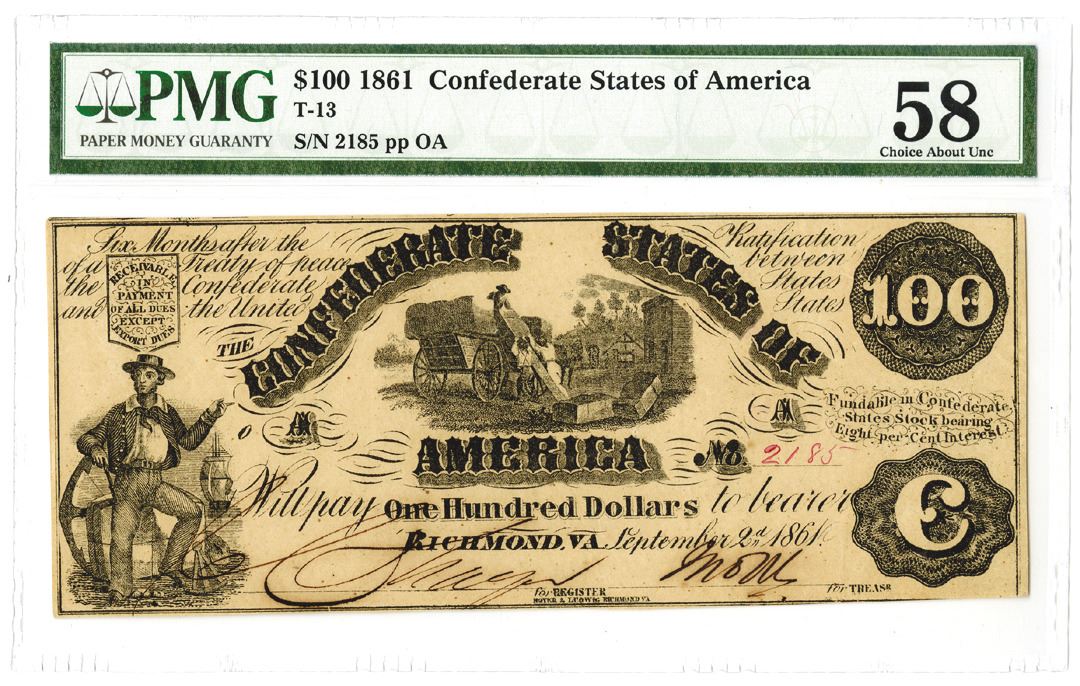 PMG
PAPER MONEY GUARANTY
$100 1861 Confederate States of America
T-13
S/N 2185 pp OA
58
Choice About Unc
Six Months after the Ratification
of a Treaty of peace between
the Confederate States
and the United States
RECEIVABLE
IN
PAYMENT
OF ALL DUES
EXCEPT
EXPORT DUES
THE CONFEDERATE STATES OF
AMERICA
100
Fundable in Confederate
States Stock bearing
Eight per Cent Interest.
No 2185
Will pay One Hundred Dollars to bearer
RICHMOND, VA. September 2d 1861.
C
for REGISTER
for TREASR
HOYER & LUDWIG RICHMOND VA